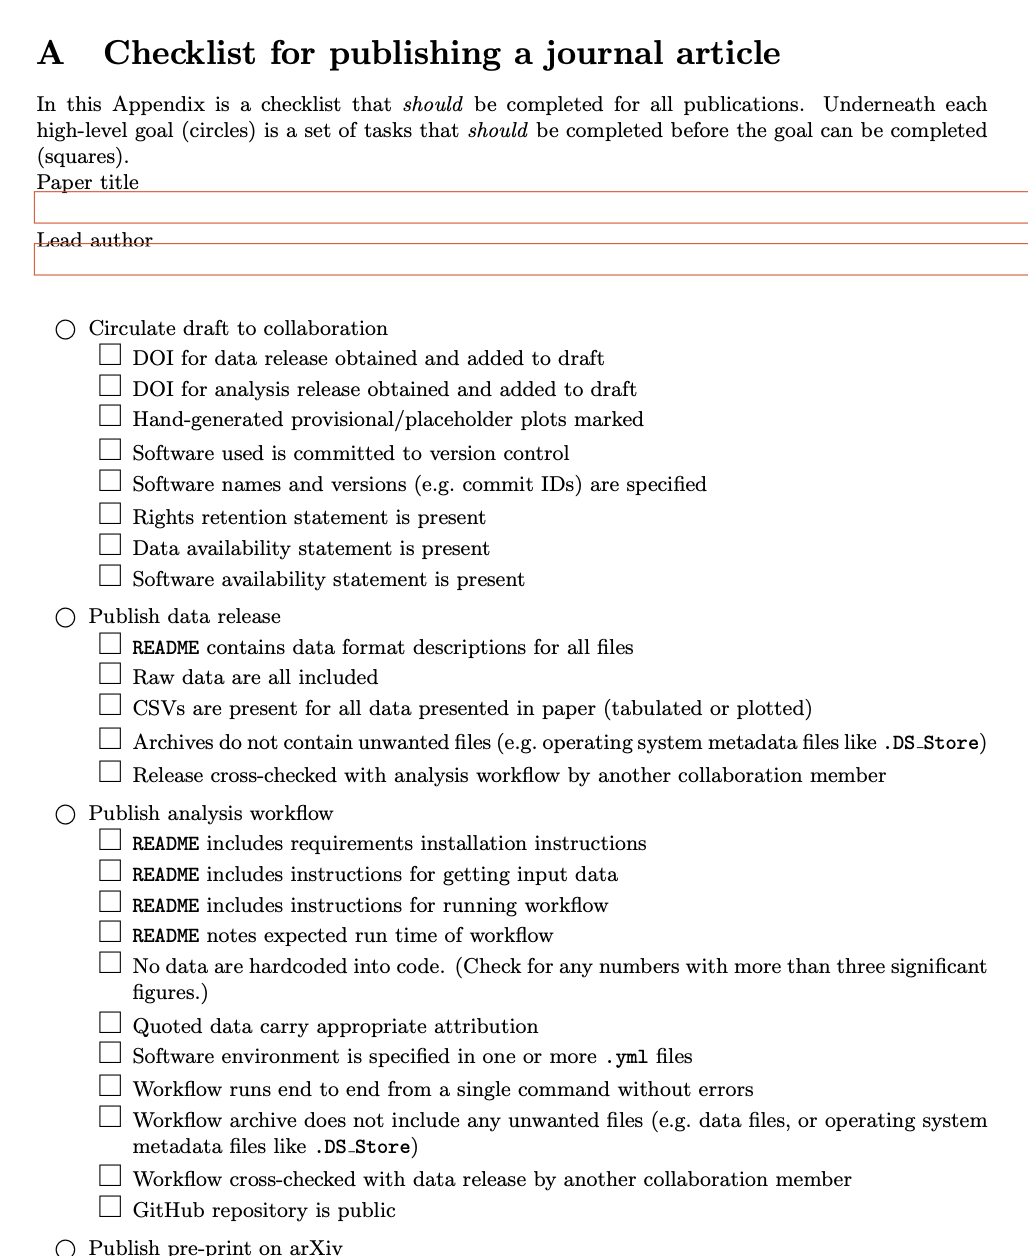 A Checklist for publishing a journal article
In this Appendix is a checklist that should be completed for all publications. Underneath each
high-level goal (circles) is a set of tasks that should be completed before the goal can be completed
(squares).
Paper title
Lead author
Circulate draft to collaboration
DOI for data release obtained and added to draft
DOI for analysis release obtained and added to draft
Hand-generated provisional/placeholder plots marked
Software used is committed to version control
Software names and versions (e.g. commit IDs) are specified
Rights retention statement is present
Data availability statement is present
Software availability statement is present
Publish data release
README contains data format descriptions for all files
Raw data are all included
CSVs are present for all data presented in paper (tabulated or plotted)
Archives do not contain unwanted files (e.g. operating system metadata files like .DS_Store)
Release cross-checked with analysis workflow by another collaboration member
Publish analysis workflow
README includes requirements installation instructions
README includes instructions for getting input data
README includes instructions for running workflow
README notes expected run time of workflow
No data are hardcoded into code. (Check for any numbers with more than three significant
figures.)
Quoted data carry appropriate attribution
Software environment is specified in one or more .yml files
Workflow runs end to end from a single command without errors
Workflow archive does not include any unwanted files (e.g. data files, or operating system
metadata files like .DS_Store)
Workflow cross-checked with data release by another collaboration member
GitHub repository is public
Publish pre-print on arXiv